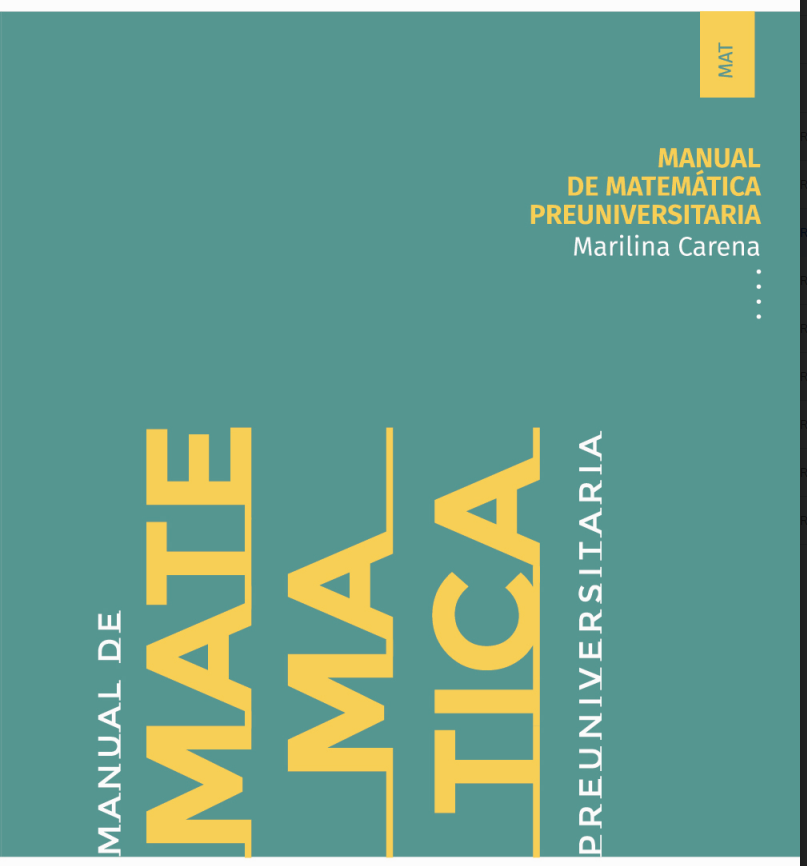 MAT
MANUAL
DE MATEMÁTICA
PREUNIVERSITARIA
Marilina Carena
MANUAL DE
MATE
MA
TICA
PREUNIVERSITARIA